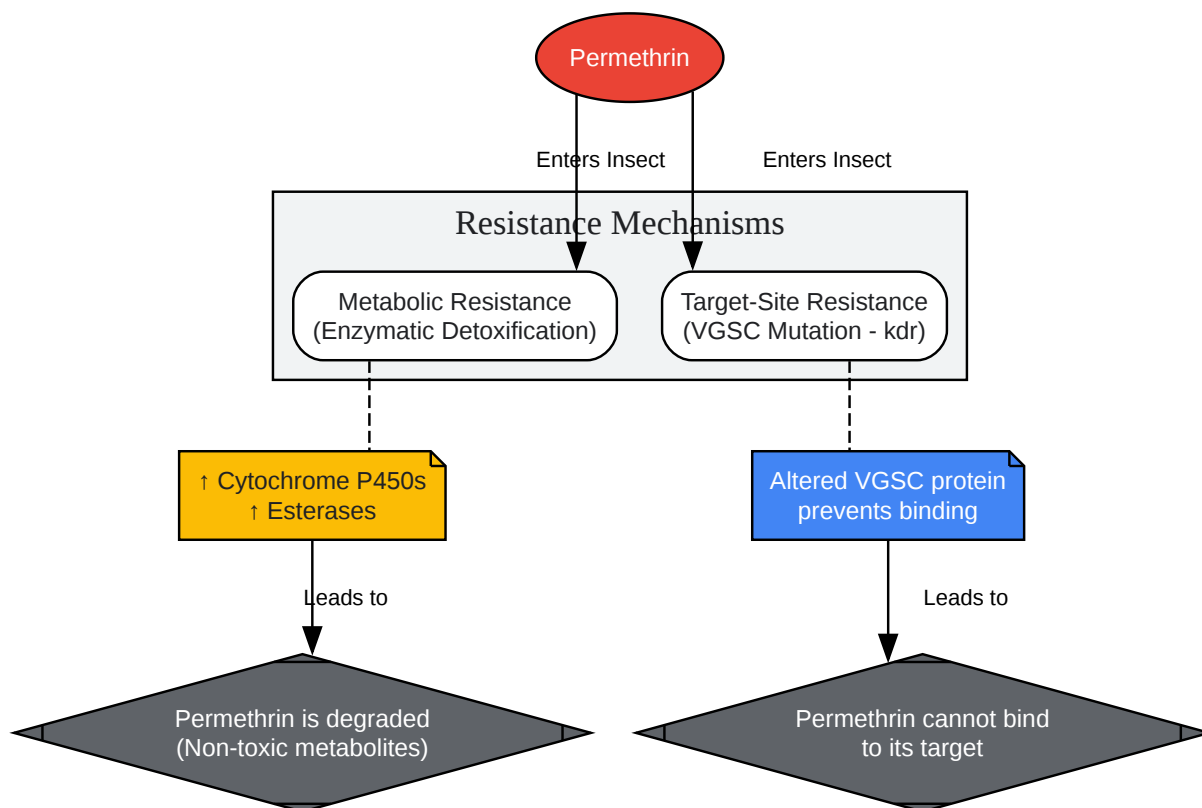 Permethrin
Enters Insect
Enters Insect
Resistance Mechanisms
Metabolic Resistance
(Enzymatic Detoxification)
Target-Site Resistance
(VGSC Mutation - kdr)
↑ Cytochrome P450s
↑ Esterases
Altered VGSC protein
prevents binding
Leads to
Leads to
Permethrin is degraded
(Non-toxic metabolites)
Permethrin cannot bind
to its target